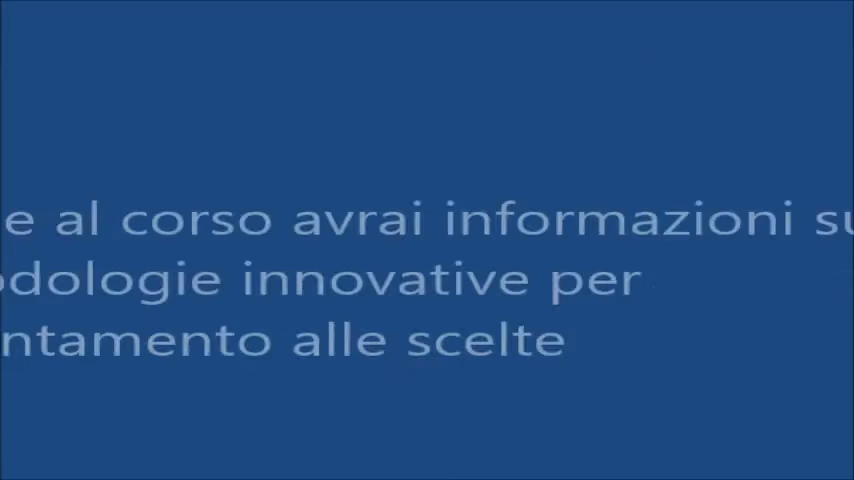 e al corso avrai informazioni su
odologie innovative per
ntamento alle scelte